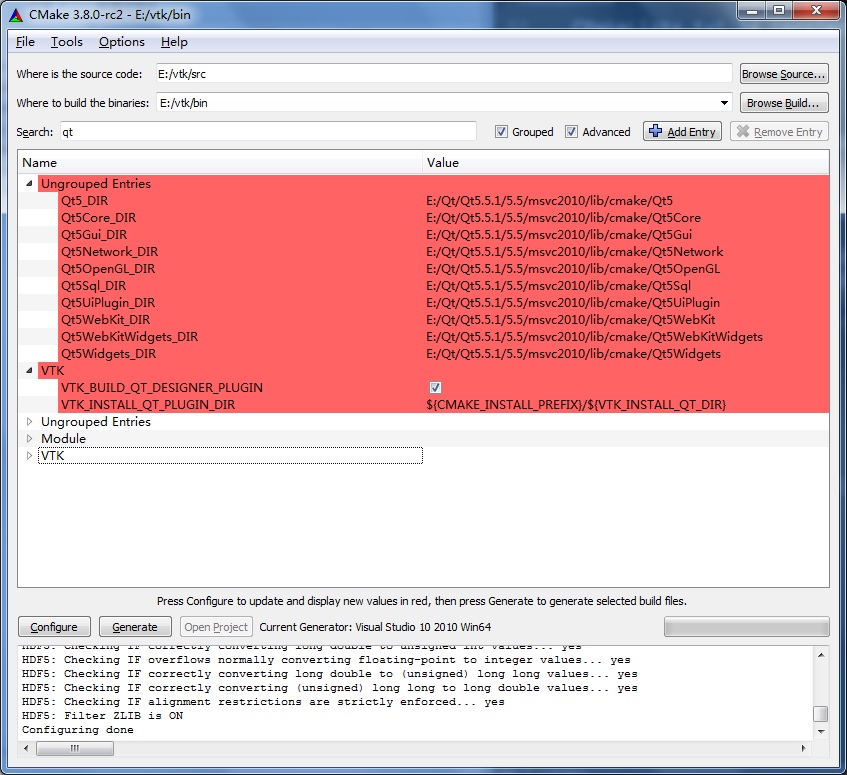 CMake 3.8.0-rc2 - E:/vtk/bin
File Tools Options Help
Where is the source code: E:/vtk/src Browse Source...
Where to build the binaries: E:/vtk/bin Browse Build...
Search: qt Grouped Advanced Add Entry Remove Entry
Name Value
Ungrouped Entries
Qt5_DIR E:/Qt/Qt5.5.1/5.5/msvc2010/lib/cmake/Qt5
Qt5Core_DIR E:/Qt/Qt5.5.1/5.5/msvc2010/lib/cmake/Qt5Core
Qt5Gui_DIR E:/Qt/Qt5.5.1/5.5/msvc2010/lib/cmake/Qt5Gui
Qt5Network_DIR E:/Qt/Qt5.5.1/5.5/msvc2010/lib/cmake/Qt5Network
Qt5OpenGL_DIR E:/Qt/Qt5.5.1/5.5/msvc2010/lib/cmake/Qt5OpenGL
Qt5Sql_DIR E:/Qt/Qt5.5.1/5.5/msvc2010/lib/cmake/Qt5Sql
Qt5UiPlugin_DIR E:/Qt/Qt5.5.1/5.5/msvc2010/lib/cmake/Qt5UiPlugin
Qt5WebKit_DIR E:/Qt/Qt5.5.1/5.5/msvc2010/lib/cmake/Qt5WebKit
Qt5WebKitWidgets_DIR E:/Qt/Qt5.5.1/5.5/msvc2010/lib/cmake/Qt5WebKitWidgets
Qt5Widgets_DIR E:/Qt/Qt5.5.1/5.5/msvc2010/lib/cmake/Qt5Widgets
VTK
VTK_BUILD_QT_DESIGNER_PLUGIN
VTK_INSTALL_QT_PLUGIN_DIR ${CMAKE_INSTALL_PREFIX}/${VTK_INSTALL_QT_DIR}
Ungrouped Entries
Module
VTK
Press Configure to update and display new values in red, then press Generate to generate selected build files.
Configure Generate Open Project Current Generator: Visual Studio 10 2010 Win64
HDF5: Checking IF correctly converting long double to unsigned int values... yes
HDF5: Checking IF overflows normally converting floating-point to integer values... yes
HDF5: Checking IF correctly converting long double to (unsigned) long long values... yes
HDF5: Checking IF correctly converting (unsigned) long long to long double values... yes
HDF5: Checking IF alignment restrictions are strictly enforced... yes
HDF5: Filter ZLIB is ON
Configuring done